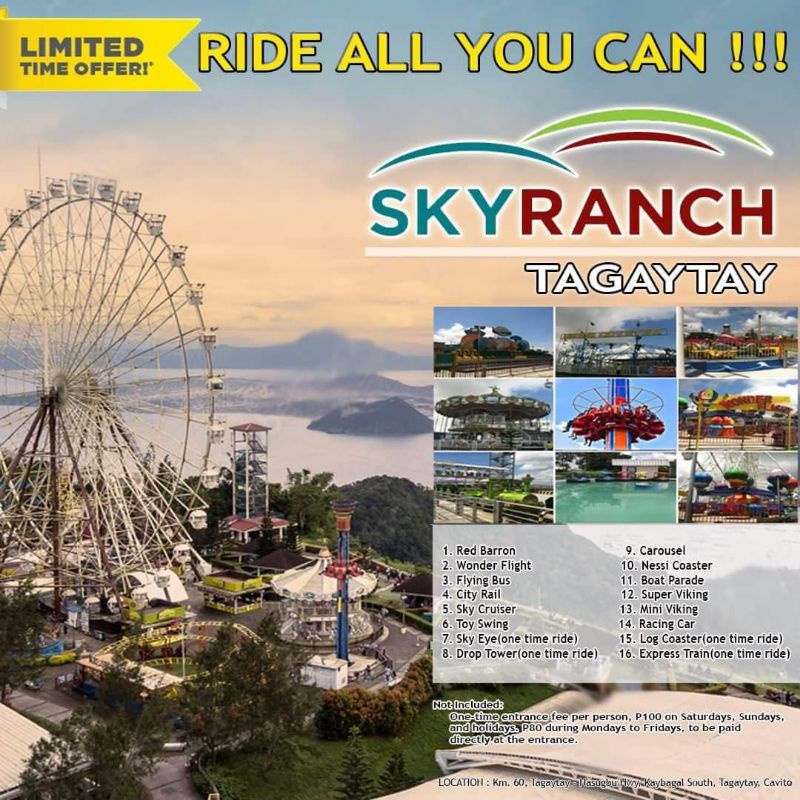 LIMITED
TIME OFFER!*
RIDE ALL YOU CAN !!!
SKYRANCH
TAGAYTAY
1. Red Barron
2. Wonder Flight
3. Flying Bus
4. City Rail
5. Sky Cruiser
6. Toy Swing
7. Sky Eye(one time ride)
8. Drop Tower(one time ride)
9. Carousel
10. Nessi Coaster
11. Boat Parade
12. Super Viking
13. Mini Viking
14. Racing Car
15. Log Coaster(one time ride)
16. Express Train(one time ride)
Not Included:
One-time entrance fee per person, P100 on Saturdays, Sundays,
and holidays. P80 during Mondays to Fridays, to be paid
directly at the entrance.
LOCATION : Km. 60, Tagaytay - Nasugbu Hwy, Kaybagal South, Tagaytay, Cavito